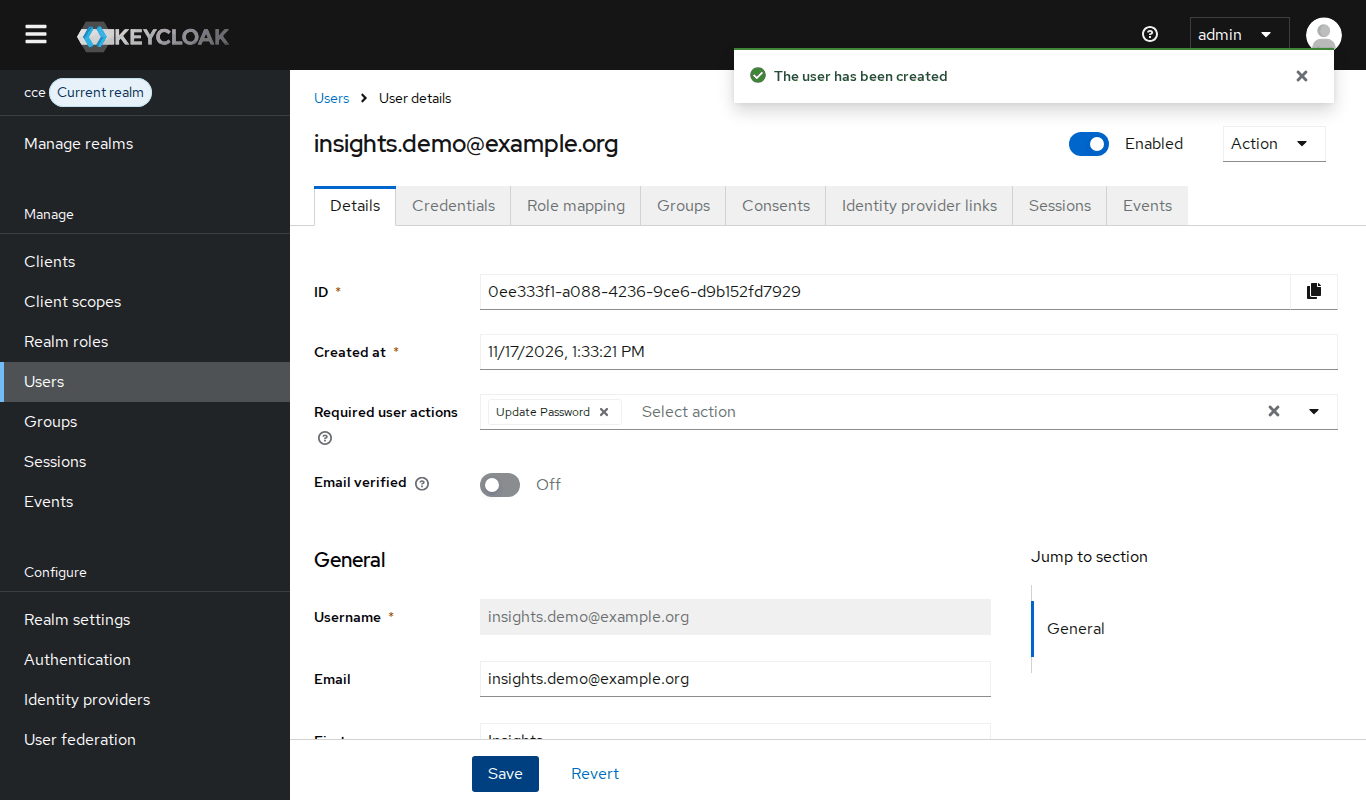 KEYCLOAK
admin
The user has been created
cce Current realm
Manage realms
Manage
Clients
Client scopes
Realm roles
Users
Groups
Sessions
Events
Configure
Realm settings
Authentication
Identity providers
User federation
Users User details
insights.demo@example.org
Enabled
Action
Details Credentials Role mapping Groups Consents Identity provider links Sessions Events
ID * 0ee333f1-a088-4236-9ce6-d9b152fd7929
Created at * 11/17/2026, 1:33:21 PM
Required user actions Update Password Select action
Email verified Off
General
Jump to section
General
Username * insights.demo@example.org
Email insights.demo@example.org
Insights
Save Revert